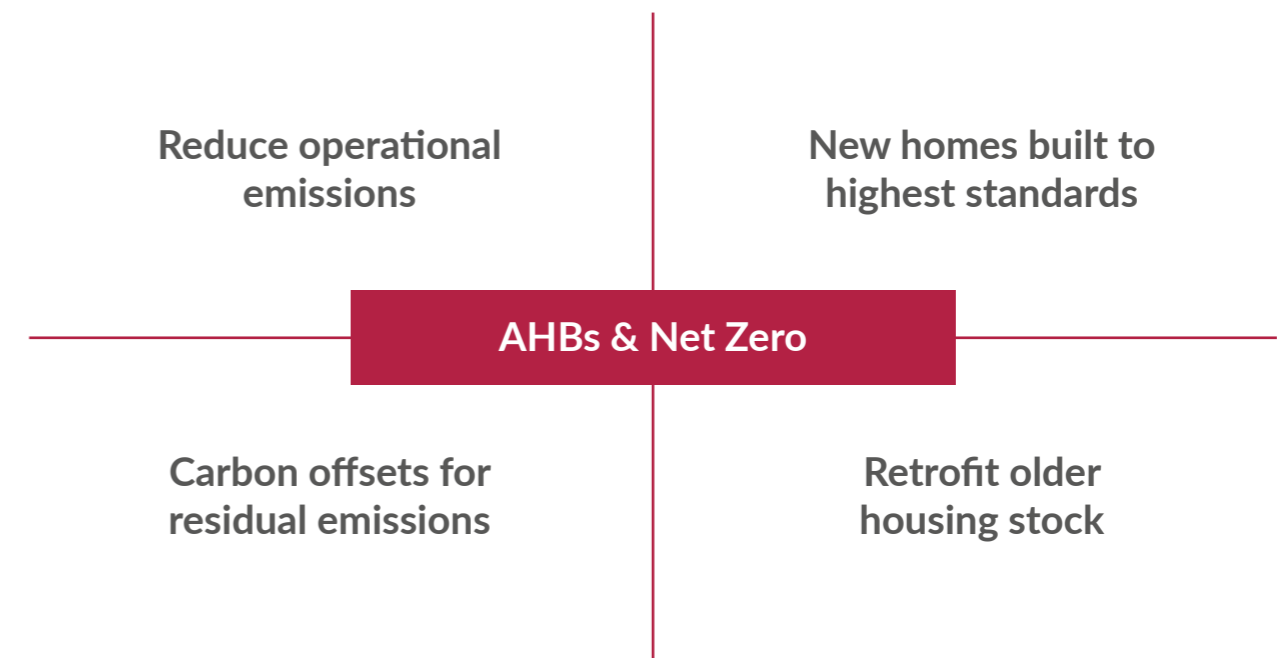 Reduce operational
emissions
New homes built to
highest standards
AHBs & Net Zero
Carbon offsets for
residual emissions
Retrofit older
housing stock